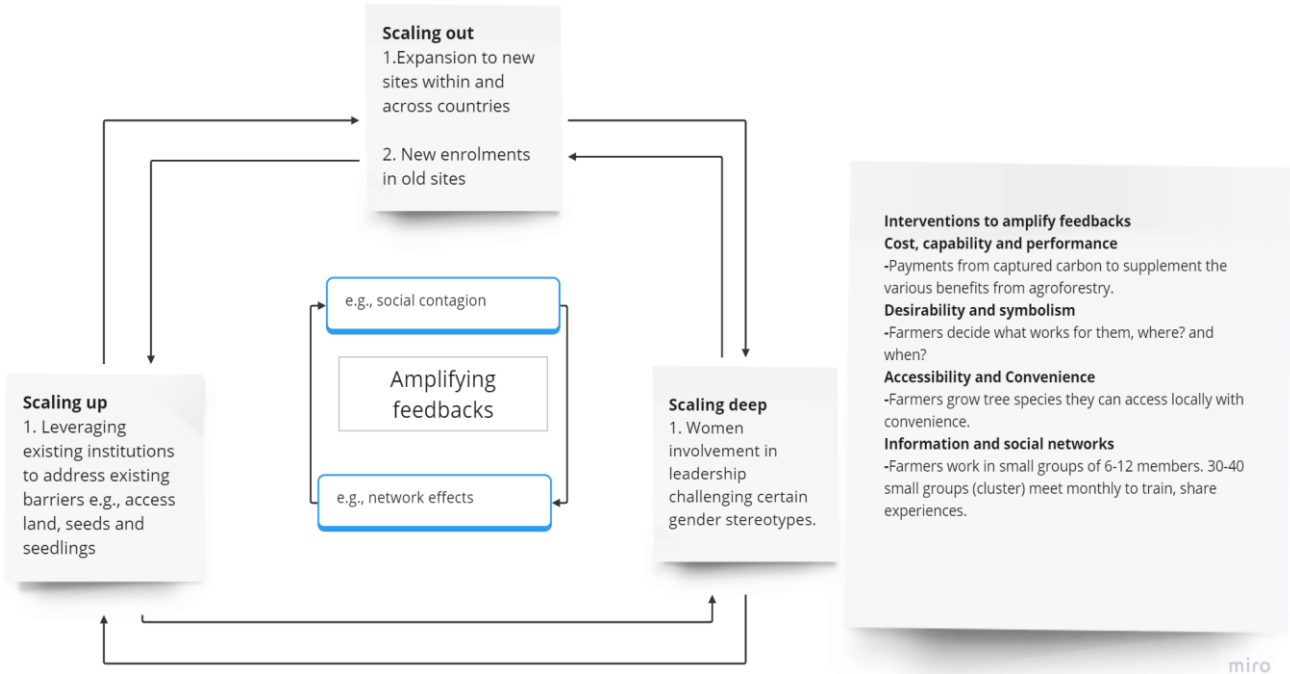 Scaling out
1.Expansion to new
sites within and
across countries
2. New enrolments
in old sites
e.g., social contagion
Amplifying
feedbacks
e.g., network effects
Scaling up
1. Leveraging
existing institutions
to address existing
barriers e.g., access
land, seeds and
seedlings
Scaling deep
1. Women
involvement in
leadership
challenging certain
gender stereotypes.
Interventions to amplify feedbacks
Cost, capability and performance
-Payments from captured carbon to supplement the
various benefits from agroforestry.
Desirability and symbolism
-Farmers decide what works for them, where? and
when?
Accessibility and Convenience
-Farmers grow tree species they can access locally with
convenience.
Information and social networks
-Farmers work in small groups of 6-12 members. 30-40
small groups (cluster) meet monthly to train, share
experiences.
miro